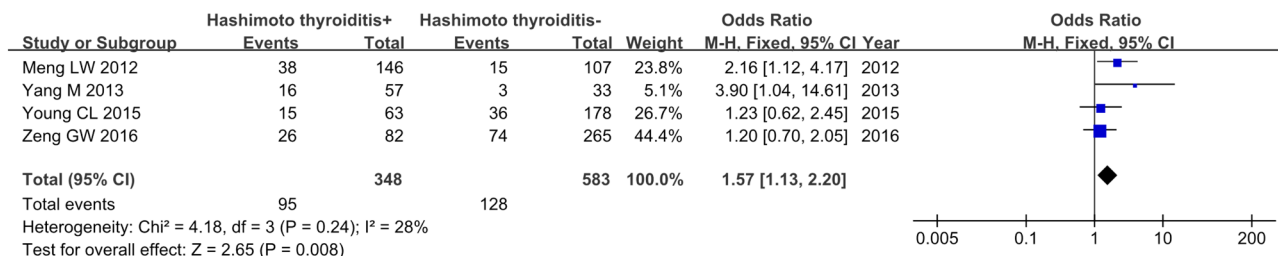 Hashimoto thyroiditis+ Hashimoto thyroiditis- Odds Ratio Odds Ratio
Study or Subgroup Events Total Events Total Weight M-H, Fixed, 95% CI Year M-H, Fixed, 95% CI
Meng LW 2012 38 146 15 107 23.8% 2.16 [1.12, 4.17] 2012
Yang M 2013 16 57 3 33 5.1% 3.90 [1.04, 14.61] 2013
Young CL 2015 15 63 36 178 26.7% 1.23 [0.62, 2.45] 2015
Zeng GW 2016 26 82 74 265 44.4% 1.20 [0.70, 2.05] 2016
Total (95% CI) 348 583 100.0% 1.57 [1.13, 2.20]
Total events 95 128
Heterogeneity: Chi² = 4.18, df = 3 (P = 0.24); I² = 28%
Test for overall effect: Z = 2.65 (P = 0.008)
0.005 0.1 1 10 200